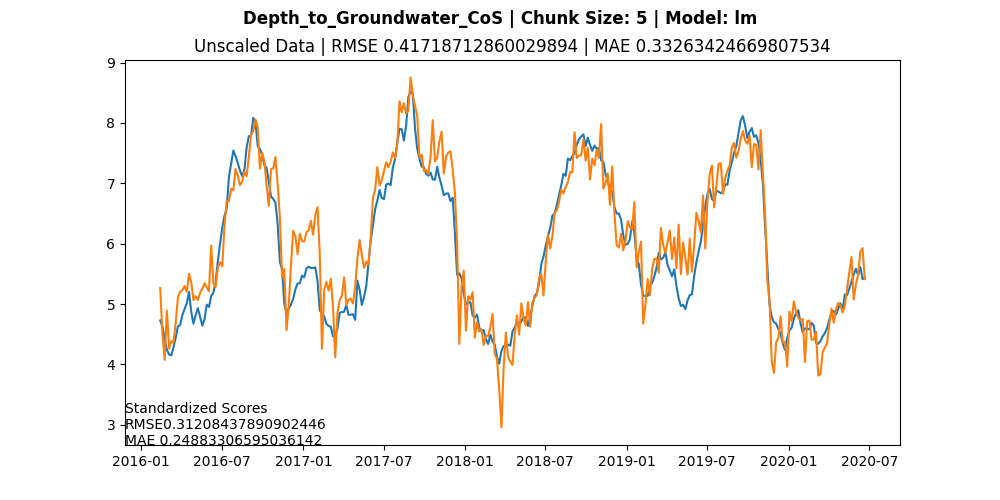 Depth_to_Groundwater_CoS | Chunk Size: 5 | Model: lm
Unscaled Data | RMSE 0.41718712860029894 | MAE 0.33263424669807534
9
8
7
6
5
4
3
Standardized Scores
RMSE0.31208437890902446
MAE 0.24883306595036142
2016-01 2016-07 2017-01 2017-07 2018-01 2018-07 2019-01 2019-07 2020-01 2020-07